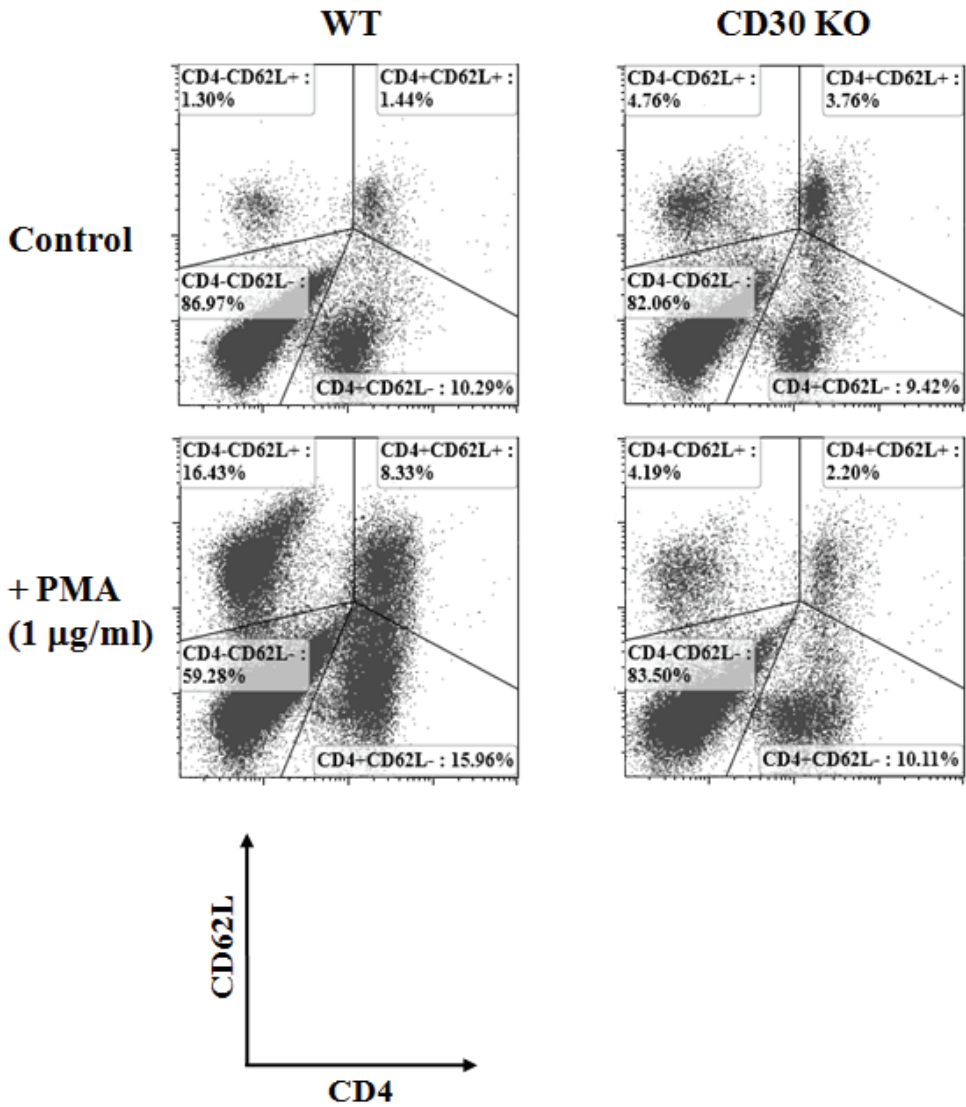 WT
CD30 KO
Control
CD4-CD62L+ :
1.30%
CD4+CD62L+ :
1.44%
CD4-CD62L- :
86.97%
CD4+CD62L- : 10.29%
CD4-CD62L+ :
4.76%
CD4+CD62L+ :
3.76%
CD4-CD62L- :
82.06%
CD4+CD62L- : 9.42%
+ PMA
(1 μg/ml)
CD4-CD62L+ :
16.43%
CD4+CD62L+ :
8.33%
CD4-CD62L- :
59.28%
CD4+CD62L- : 15.96%
CD4-CD62L+ :
4.19%
CD4+CD62L+ :
2.20%
CD4-CD62L- :
83.50%
CD4+CD62L- : 10.11%
CD62L
CD4